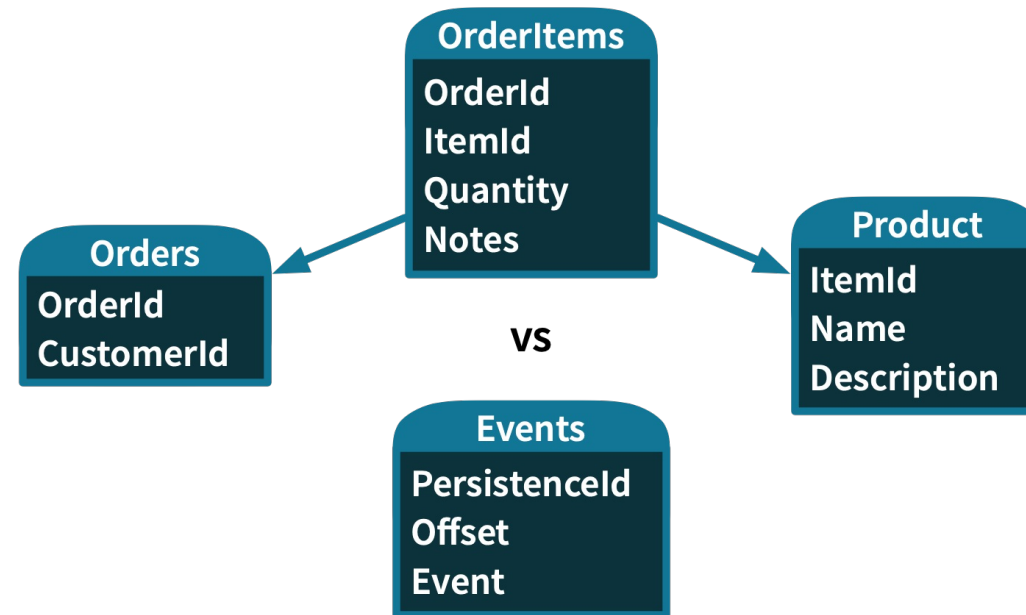 OrderItems
OrderId
ItemId
Quantity
Notes
Orders
OrderId
CustomerId
vs
Product
ItemId
Name
Description
Events
PersistenceId
Offset
Event